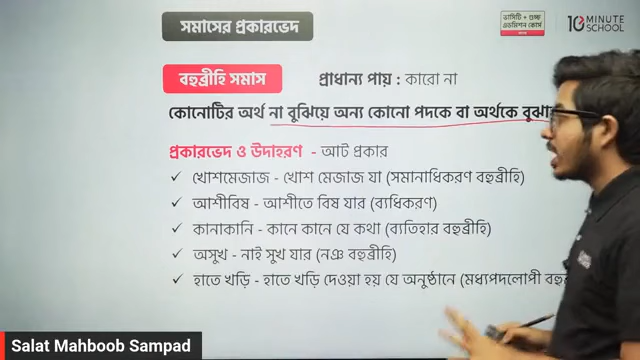 সমাসের প্রকারভেদ
ভার্সিটি + গুচ্ছ
এডমিশন কোর্স
10 MINUTE
SCHOOL
বহুব্রীহি সমাস প্রাধান্য পায় : কারো না
কোনোটির অর্থ না বুঝিয়ে অন্য কোনো পদকে বা অর্থকে
প্রকারভেদ ও উদাহরণ - আট প্রকার
✓ খোশমেজাজ - খোশ মেজাজ যা (সমানাধিকরণ বহুব্রীহি)
✓ আশীবিষ - আশীতে বিষ যার (ব্যধিকরণ)
✓ কানাকানি - কানে কানে যে কথা (ব্যতিহার বহুব্রীহি)
✓ অসুখ - নাই সুখ যার (নঞ বহুব্রীহি)
✓ হাতে খড়ি - হাতে খড়ি দেওয়া হয় যে অনুষ্ঠানে (মধ্যপদলোপী
Salat Mahboob Sampad